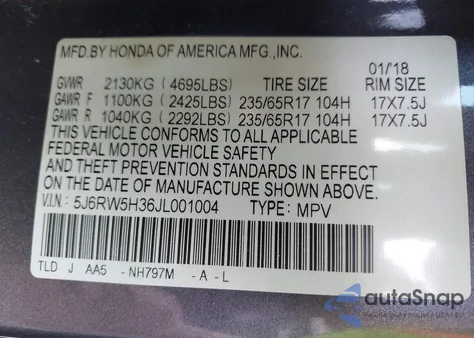 MFD.BY HONDA OF AMERICA MFG.,INC.
01/'18
GVWR 2130KG (4695LBS) TIRE SIZE RIM SIZE
GAWR F 1100KG (2425LBS) 235/65R17 104H 17X7.5J
GAWR R 1040KG (2292LBS) 235/65R17 104H 17X7.5J
THIS VEHICLE CONFORMS TO ALL APPLICABLE
FEDERAL MOTOR VEHICLE SAFETY
AND THEFT PREVENTION STANDARDS IN EFFECT
ON THE DATE OF MANUFACTURE SHOWN ABOVE.
V.I.N: 5J6RW5H36JL001004 TYPE: MPV
TLD J AA5 -NH797M -A -L
autoSnap